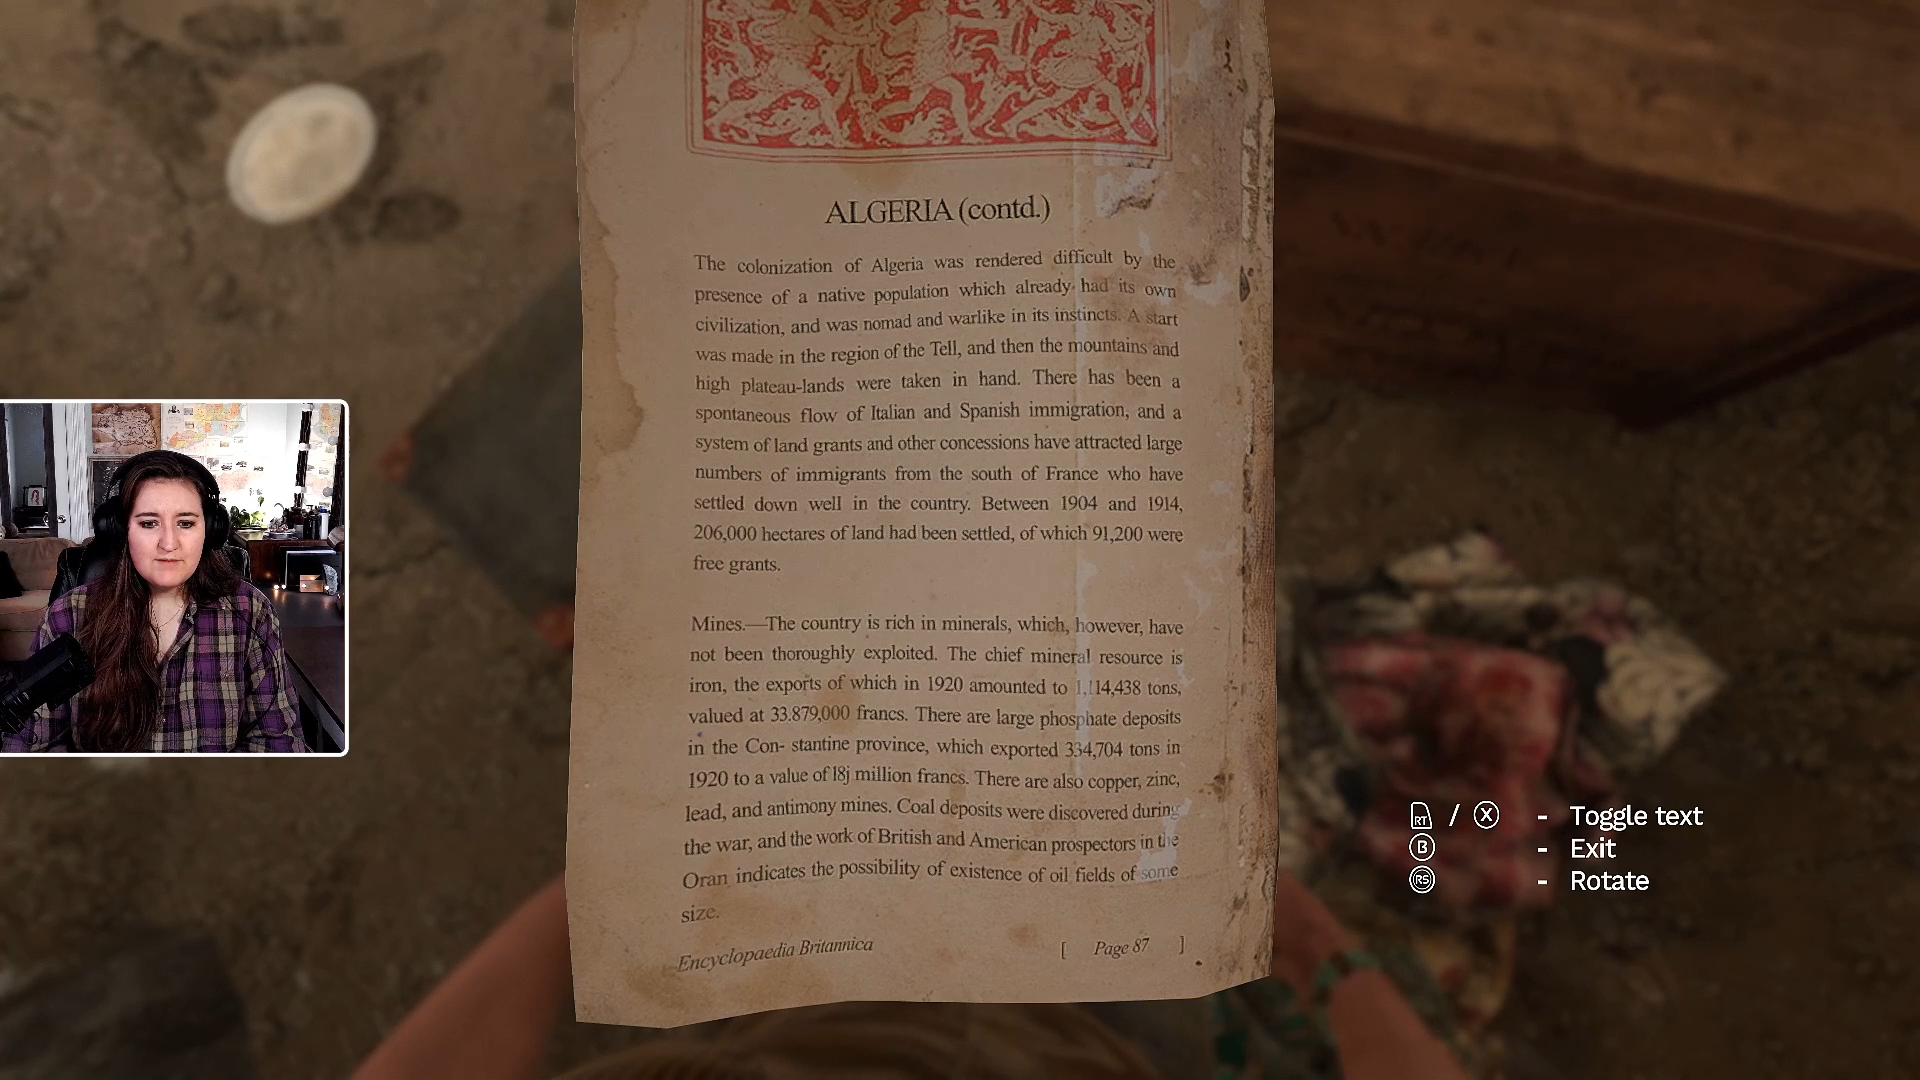 ALGERIA (contd.)
The colonization of Algeria was rendered difficult by the
presence of a native population which already had its own
civilization, and was nomad and warlike in its instincts. A start
was made in the region of the Tell, and then the mountains and
high plateau-lands were taken in hand. There has been a
spontaneous flow of Italian and Spanish immigration, and a
system of land grants and other concessions have attracted large
numbers of immigrants from the south of France who have
settled down well in the country. Between 1904 and 1914,
206,000 hectares of land had been settled, of which 91,200 were
free grants.
Mines.—The country is rich in minerals, which, however, have
not been thoroughly exploited. The chief mineral resource is
iron, the exports of which in 1920 amounted to 1,114,438 tons,
valued at 33.879,000 francs. There are large phosphate deposits
in the Con- stantine province, which exported 334,704 tons in
1920 to a value of 18j million francs. There are also copper, zinc,
lead, and antimony mines. Coal deposits were discovered during
the war, and the work of British and American prospectors in the
Oran indicates the possibility of existence of oil fields of some
size.
Encyclopaedia Britannica [ Page 87 ]
RT / X - Toggle text
B - Exit
RS - Rotate